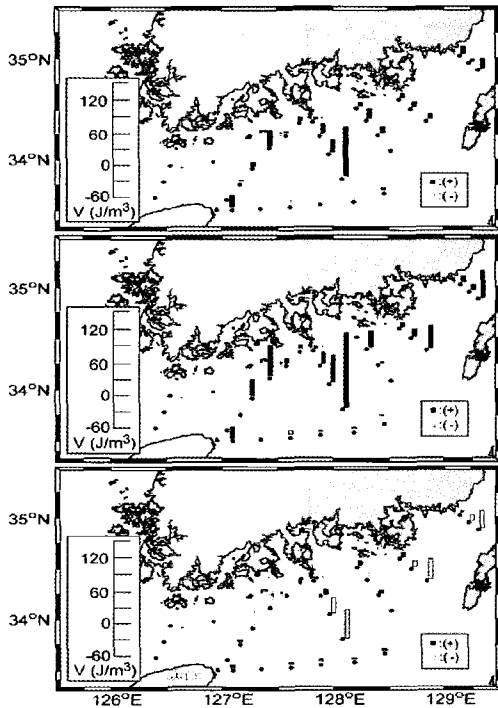 35°N
34°N
120
60
0
-60
V (J/m³)
:(+)
:(-)
35°N
34°N
120
60
0
-60
V (J/m³)
:(+)
:(-)
35°N
34°N
120
60
0
-60
V (J/m³)
:(+)
:(-)
126°E
127°E
128°E
129°E